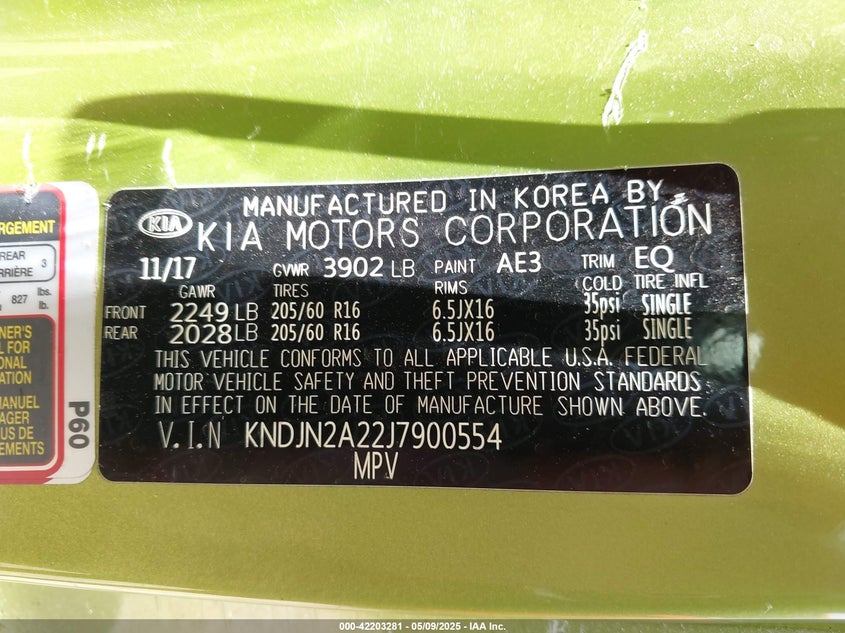 ARGEMENT
REAR
ARRIÈRE 3
827 lbs.
lb.
NER'S
L FOR
ONAL
ATION
MANUEL
AGER
US DE
EMENTS
P60
KIA
MANUFACTURED IN KOREA BY
KIA MOTORS CORPORATION
11/17 GVWR 3902 LB PAINT AE3 TRIM EQ
GAWR TIRES RIMS COLD TIRE INFL
FRONT 2249 LB 205/60 R16 6.5JX16 35psi SINGLE
REAR 2028 LB 205/60 R16 6.5JX16 35psi SINGLE
THIS VEHICLE CONFORMS TO ALL APPLICABLE U.S.A. FEDERAL
MOTOR VEHICLE SAFETY AND THEFT PREVENTION STANDARDS
IN EFFECT ON THE DATE OF MANUFACTURE SHOWN ABOVE.
V.I.N KNDJN2A22J7900554
MPV
000-42203281 - 05/09/2025 - IAA Inc.